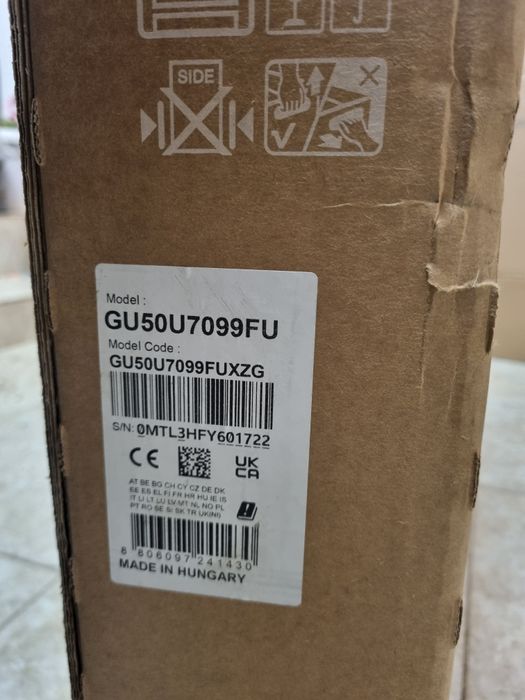 SIDE
Model :
GU50U7099FU
Model Code :
GU50U7099FUXZG
S/N: 0MTL3HFY601722
CE
UK
CA
AT BE BG CH CY CZ DE DK
EE ES EL FI FR HR HU IE IS
IT LI LT LU LV MT NL NO PL
PT RO SE SI SK TR UK(NI)
8 806097 241430
MADE IN HUNGARY